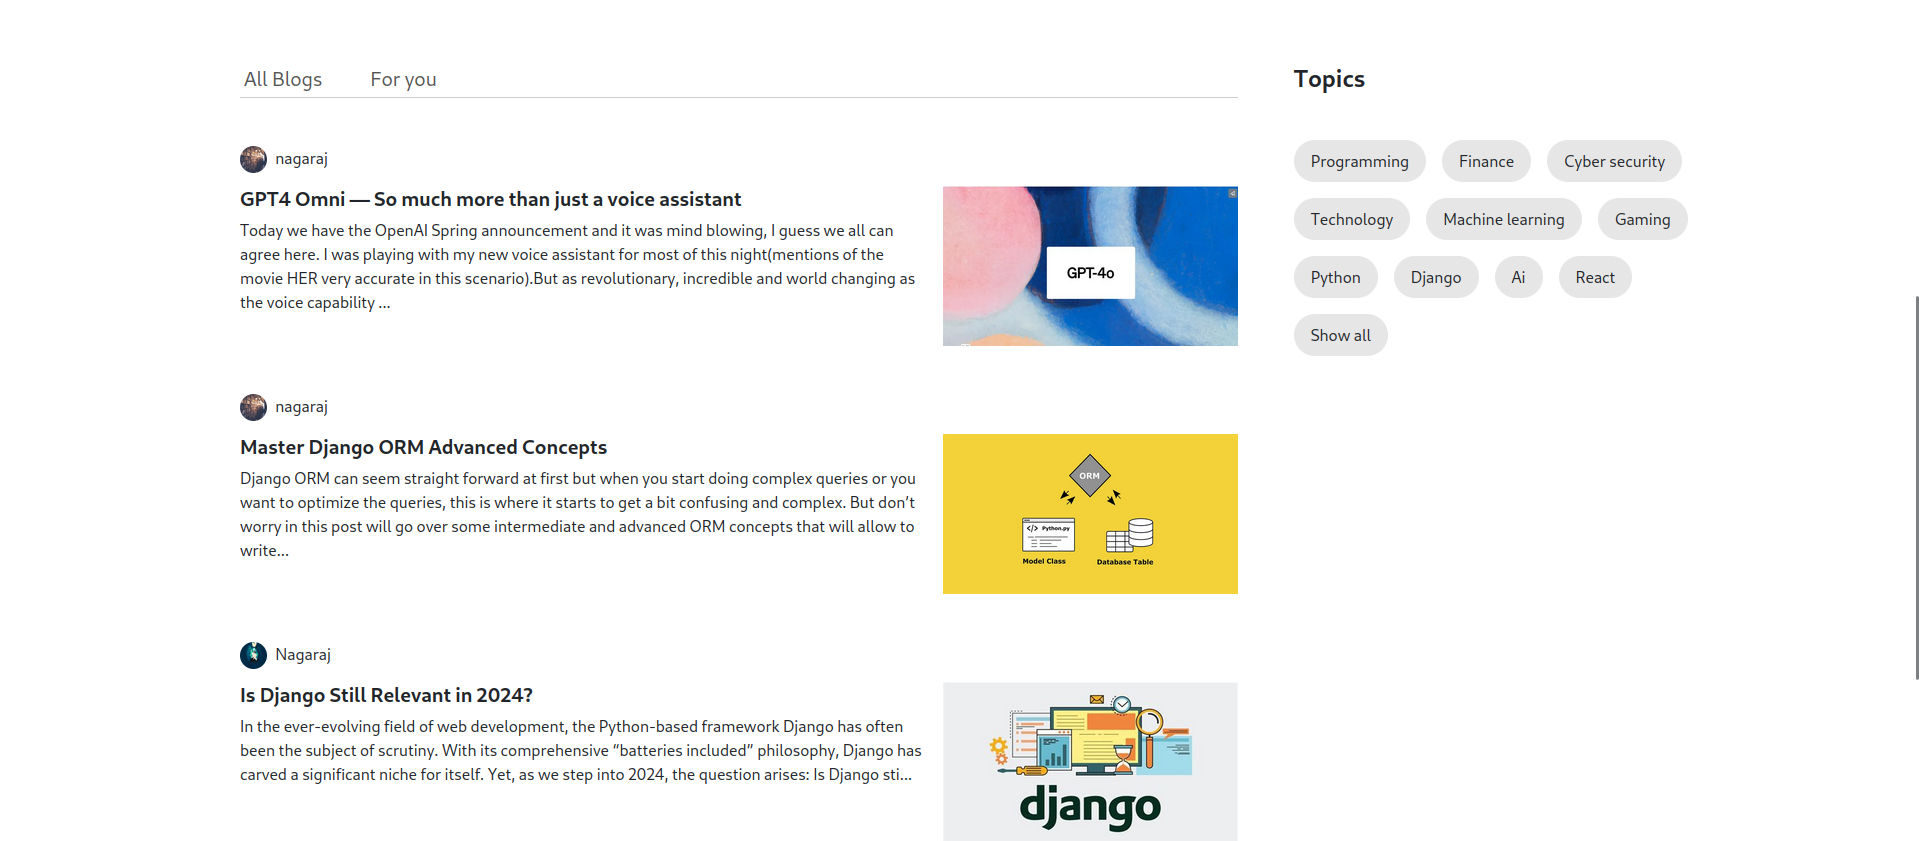 All Blogs For you
nagaraj
GPT4 Omni — So much more than just a voice assistant
Today we have the OpenAI Spring announcement and it was mind blowing, I guess we all can
agree here. I was playing with my new voice assistant for most of this night(mentions of the
movie HER very accurate in this scenario).But as revolutionary, incredible and world changing as
the voice capability ...
GPT-4o
nagaraj
Master Django ORM Advanced Concepts
Django ORM can seem straight forward at first but when you start doing complex queries or you
want to optimize the queries, this is where it starts to get a bit confusing and complex. But don’t
worry in this post will go over some intermediate and advanced ORM concepts that will allow to
write...
ORM
</> Python.py
Model Class Database Table
Nagaraj
Is Django Still Relevant in 2024?
In the ever-evolving field of web development, the Python-based framework Django has often
been the subject of scrutiny. With its comprehensive “batteries included” philosophy, Django has
carved a significant niche for itself. Yet, as we step into 2024, the question arises: Is Django sti...
django
Topics
Programming Finance Cyber security
Technology Machine learning Gaming
Python Django Ai React
Show all